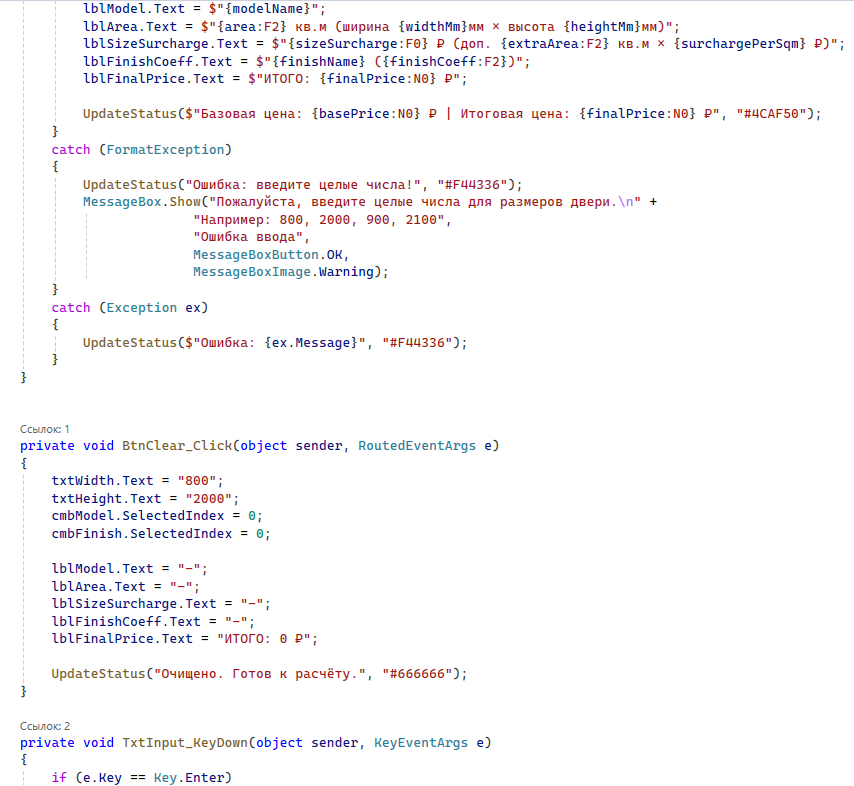 lblModel.Text = $"{modelName}";
lblArea.Text = $"{area:F2} кв.м (ширина {widthMm}мм × высота {heightMm}мм)";
lblSizeSurcharge.Text = $"{sizeSurcharge:F0} ₽ (доп. {extraArea:F2} кв.м × {surchargePerSqm} ₽)";
lblFinishCoeff.Text = $"{finishName} ({finishCoeff:F2})";
lblFinalPrice.Text = $"ИТОГО: {finalPrice:N0} ₽";
UpdateStatus($"Базовая цена: {basePrice:N0} ₽ | Итоговая цена: {finalPrice:N0} ₽", "#4CAF50");
}
catch (FormatException)
{
UpdateStatus("Ошибка: введите целые числа!", "#F44336");
MessageBox.Show("Пожалуйста, введите целые числа для размеров двери.\n" +
"Например: 800, 2000, 900, 2100",
"Ошибка ввода",
MessageBoxButton.OK,
MessageBoxImage.Warning);
}
catch (Exception ex)
{
UpdateStatus($"Ошибка: {ex.Message}", "#F44336");
}
}
Ссылок: 1
private void BtnClear_Click(object sender, RoutedEventArgs e)
{
txtWidth.Text = "800";
txtHeight.Text = "2000";
cmbModel.SelectedIndex = 0;
cmbFinish.SelectedIndex = 0;
lblModel.Text = "—";
lblArea.Text = "—";
lblSizeSurcharge.Text = "—";
lblFinishCoeff.Text = "—";
lblFinalPrice.Text = "ИТОГО: 0 ₽";
UpdateStatus("Очищено. Готов к расчёту.", "#666666");
}
Ссылок: 2
private void TxtInput_KeyDown(object sender, KeyEventArgs e)
{
if (e.Key == Key.Enter)